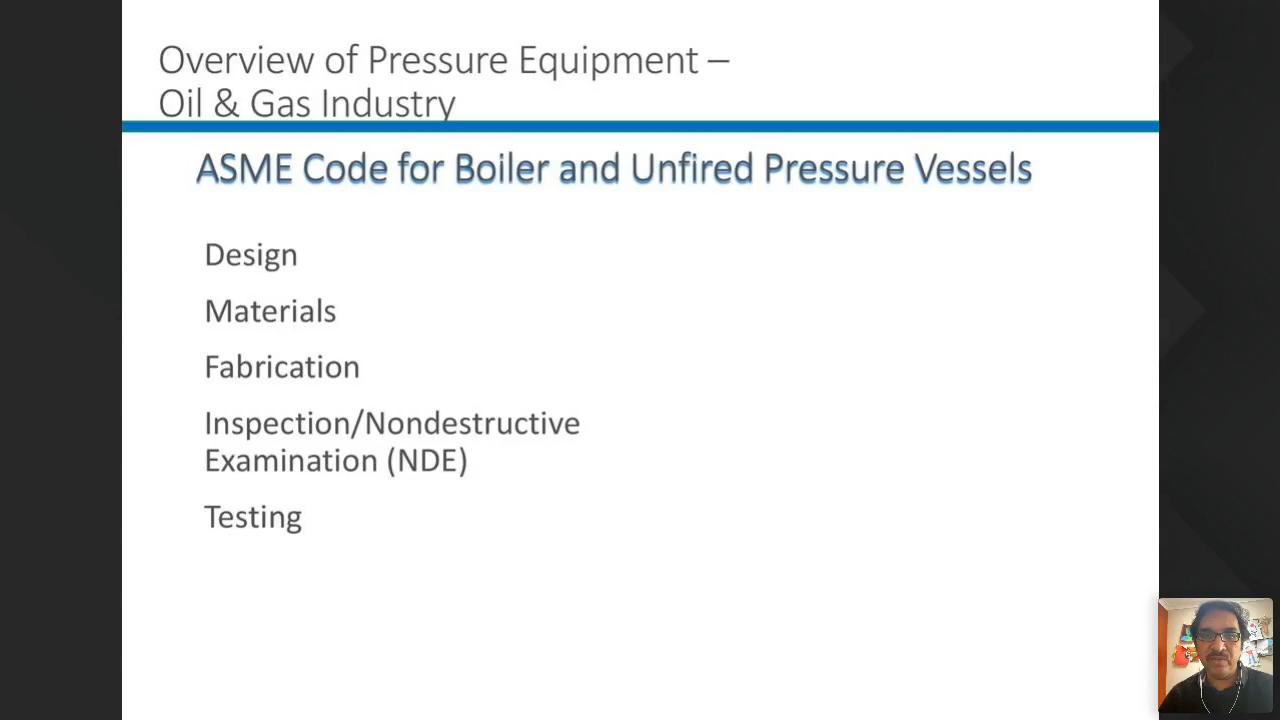 Overview of Pressure Equipment –
Oil & Gas Industry
ASME Code for Boiler and Unfired Pressure Vessels
Design
Materials
Fabrication
Inspection/Nondestructive
Examination (NDE)
Testing